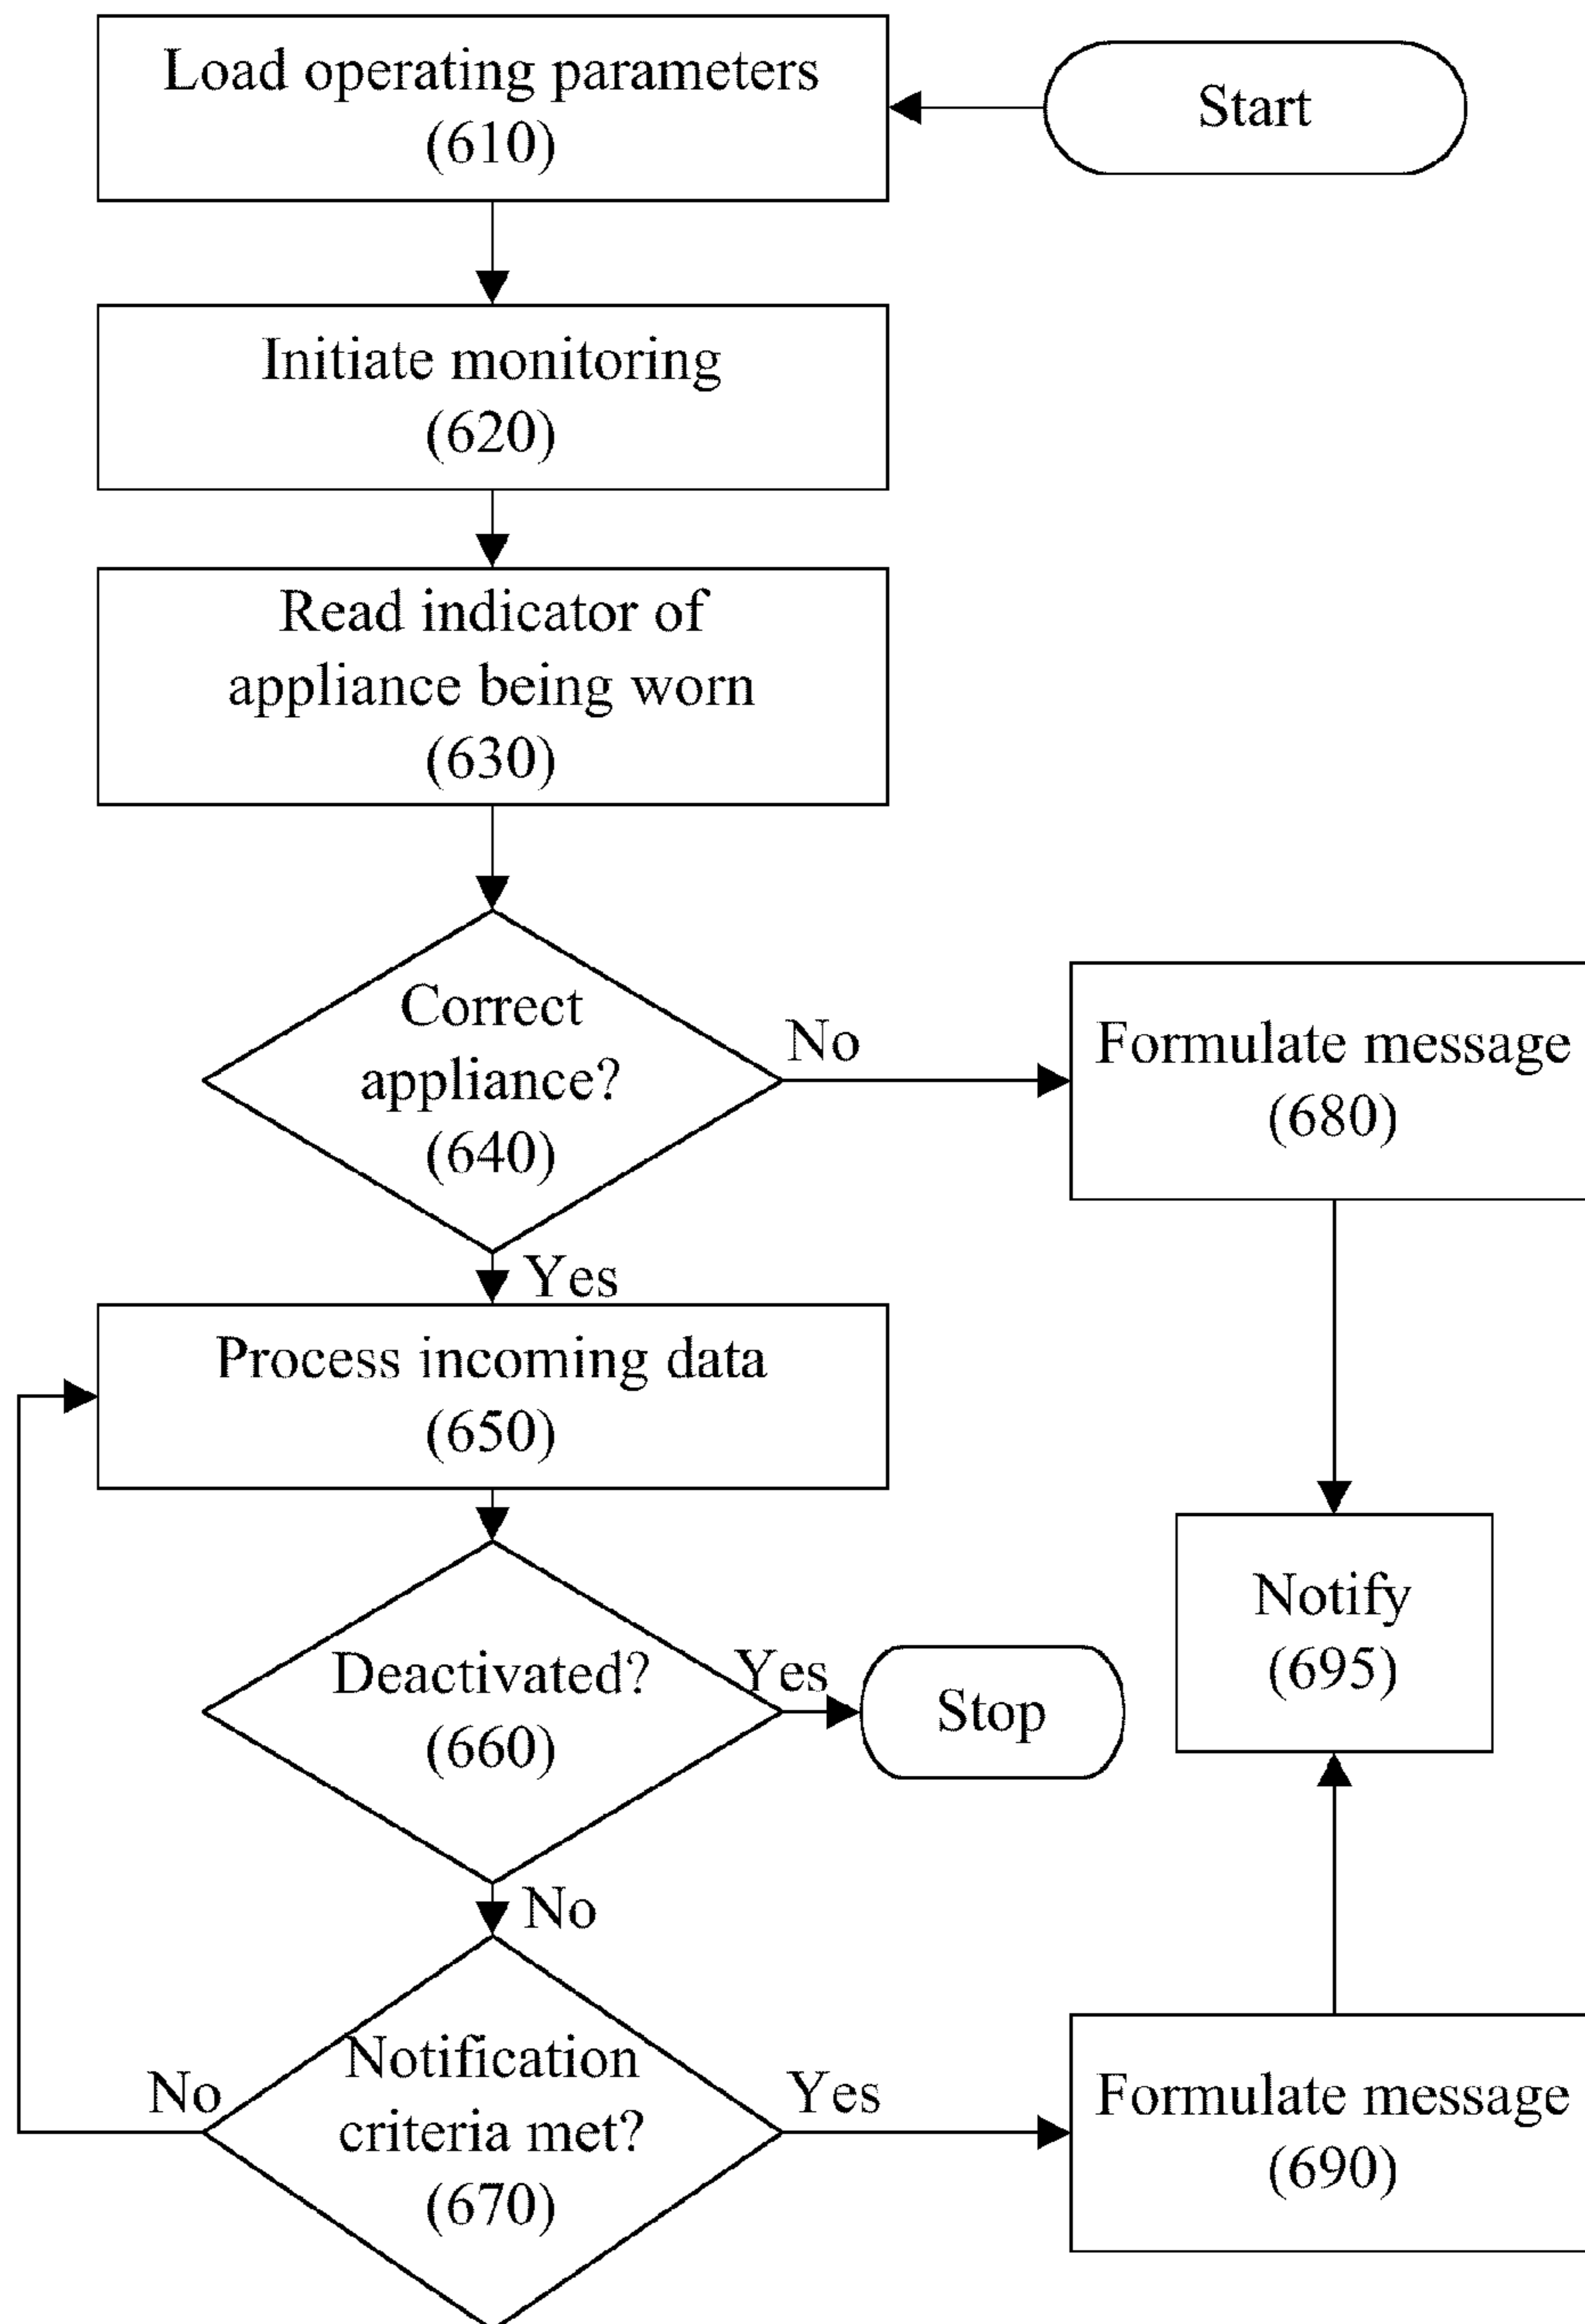 Load operating parameters
(610)
Start
Initiate monitoring
(620)
Read indicator of
appliance being worn
(630)
Correct
appliance?
(640)
No
Formulate message
(680)
Yes
Process incoming data
(650)
Notify
(695)
Deactivated?
(660)
Yes
Stop
No
Notification
criteria met?
(670)
No
Yes
Formulate message
(690)